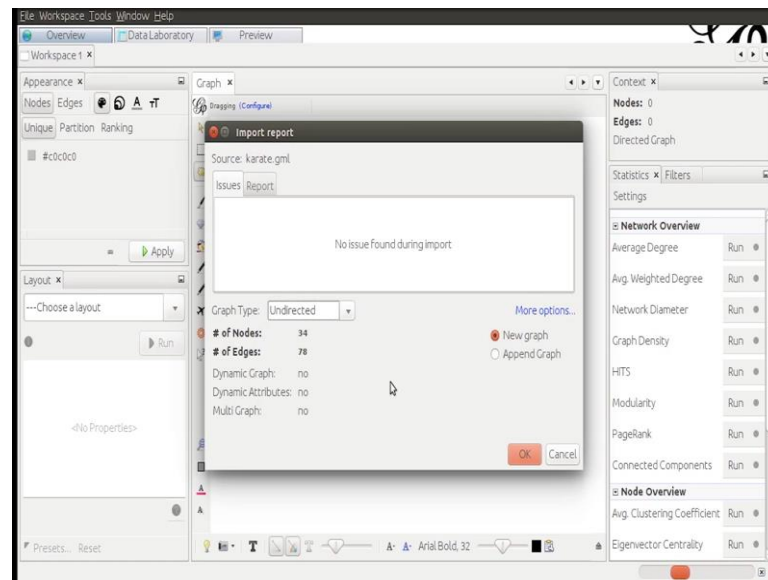 File Workspace Tools Window Help
Overview Data Laboratory Preview
Workspace 1 ×
Appearance ×
Nodes Edges
Unique Partition Ranking
#c0c0c0
Apply
Layout ×
---Choose a layout
Run
<No Properties>
Presets... Reset
Graph ×
Dragging (Configure)
Import report
Source: karate.gml
Issues Report
No issue found during import
Graph Type: Undirected
More options...
# of Nodes: 34
New graph
# of Edges: 78
Append Graph
Dynamic Graph: no
Dynamic Attributes: no
Multi Graph: no
OK Cancel
T A- A- Arial Bold, 32
Context ×
Nodes: 0
Edges: 0
Directed Graph
Statistics × Filters
Settings
Network Overview
Average Degree Run
Avg. Weighted Degree Run
Network Diameter Run
Graph Density Run
HITS Run
Modularity Run
PageRank Run
Connected Components Run
Node Overview
Avg. Clustering Coefficient Run
Eigenvector Centrality Run